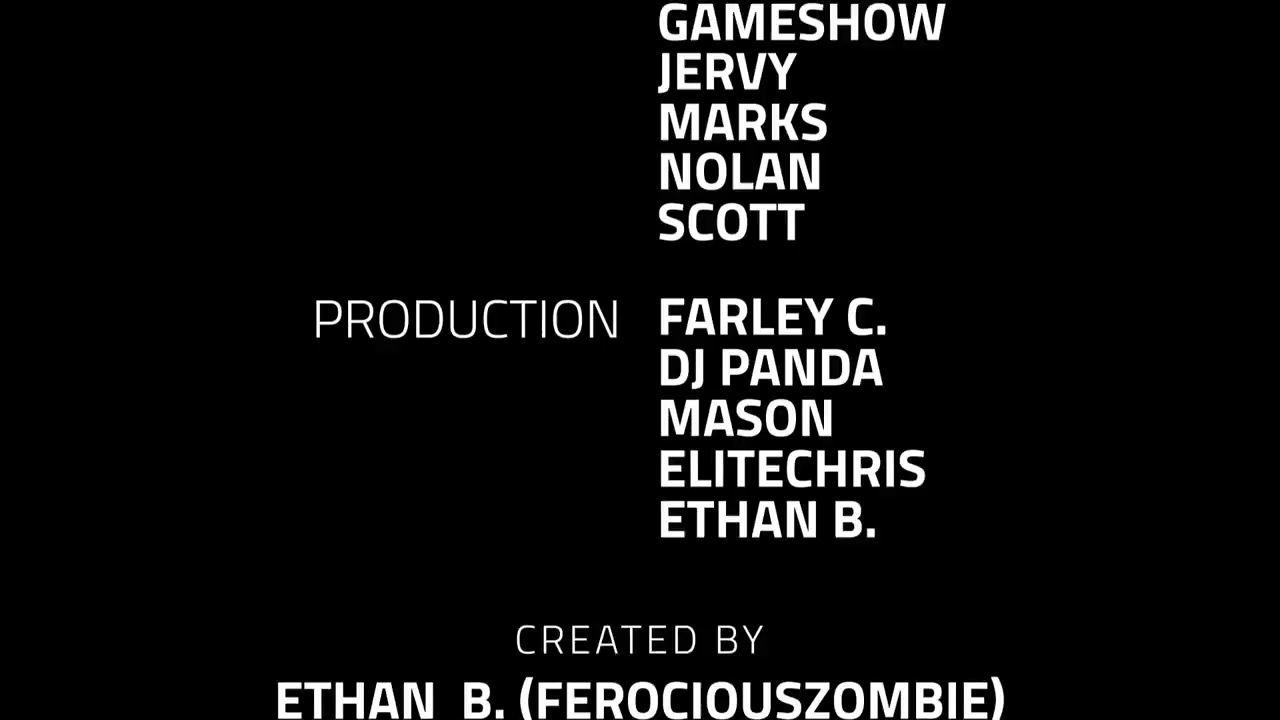 GAMESHOW
JERVY
MARKS
NOLAN
SCOTT
PRODUCTION FARLEY C.
DJ PANDA
MASON
ELITECHRIS
ETHAN B.
CREATED BY
ETHAN B. (FEROCIOUSZOMBIE)